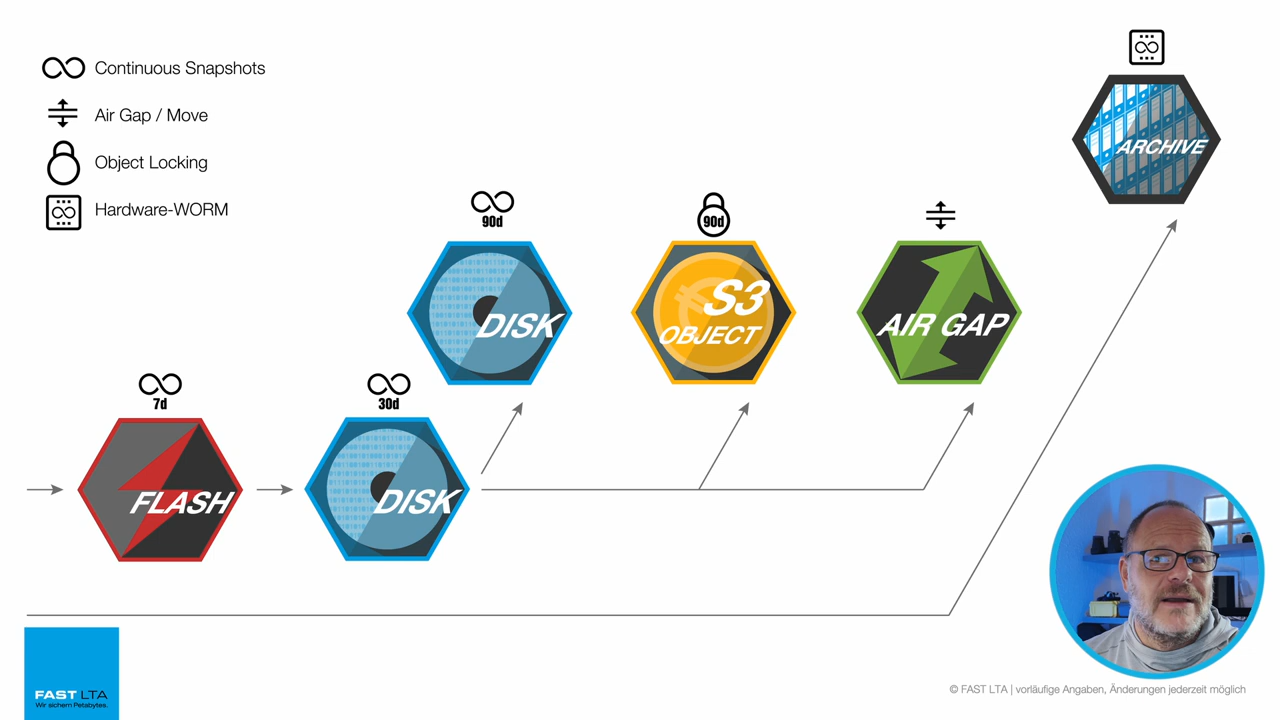 Continuous Snapshots
Air Gap / Move
Object Locking
Hardware-WORM
ARCHIVE
90d
DISK
90d
S3
OBJECT
AIR GAP
7d
FLASH
30d
DISK
FAST LTA
Wir sichern Petabytes.
© FAST LTA | vorläufige Angaben, Änderungen jederzeit möglich